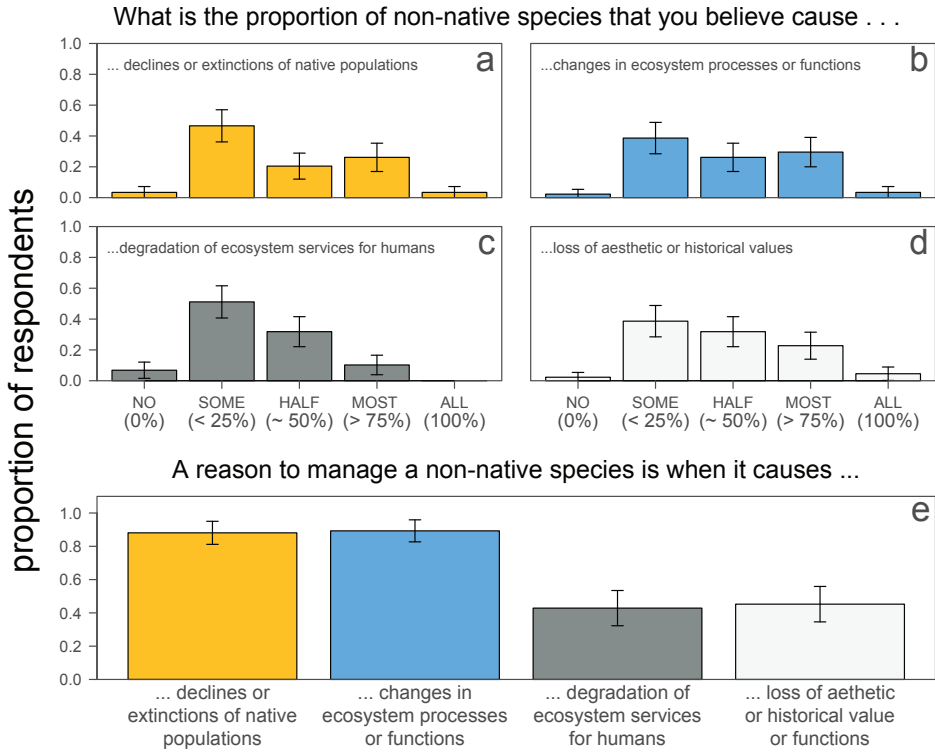 What is the proportion of non-native species that you believe cause . . .
proportion of respondents
1.0
0.8
0.6
0.4
0.2
0.0
... declines or extinctions of native populations
a
...changes in ecosystem processes or functions
b
1.0
0.8
0.6
0.4
0.2
0.0
...degradation of ecosystem services for humans
c
...loss of aesthetic or historical values
d
NO SOME HALF MOST ALL
(0%) (< 25%) (~ 50%) (> 75%) (100%)
NO SOME HALF MOST ALL
(0%) (< 25%) (~ 50%) (> 75%) (100%)
A reason to manage a non-native species is when it causes ...
e
1.0
0.8
0.6
0.4
0.2
0.0
... declines or
extinctions of native
populations
... changes in
ecosystem processes
or functions
... degradation of
ecosystem services
for humans
... loss of aethetic
or historical value
or functions